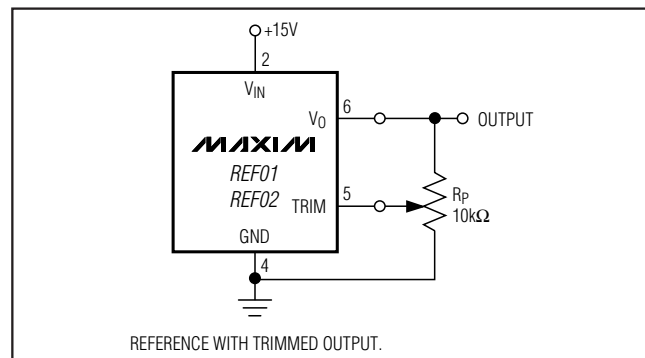 +15V
2
VIN
6
VO
OUTPUT
MAXIM
REF01
REF02
5
TRIM
RP
10kΩ
GND
4
REFERENCE WITH TRIMMED OUTPUT.